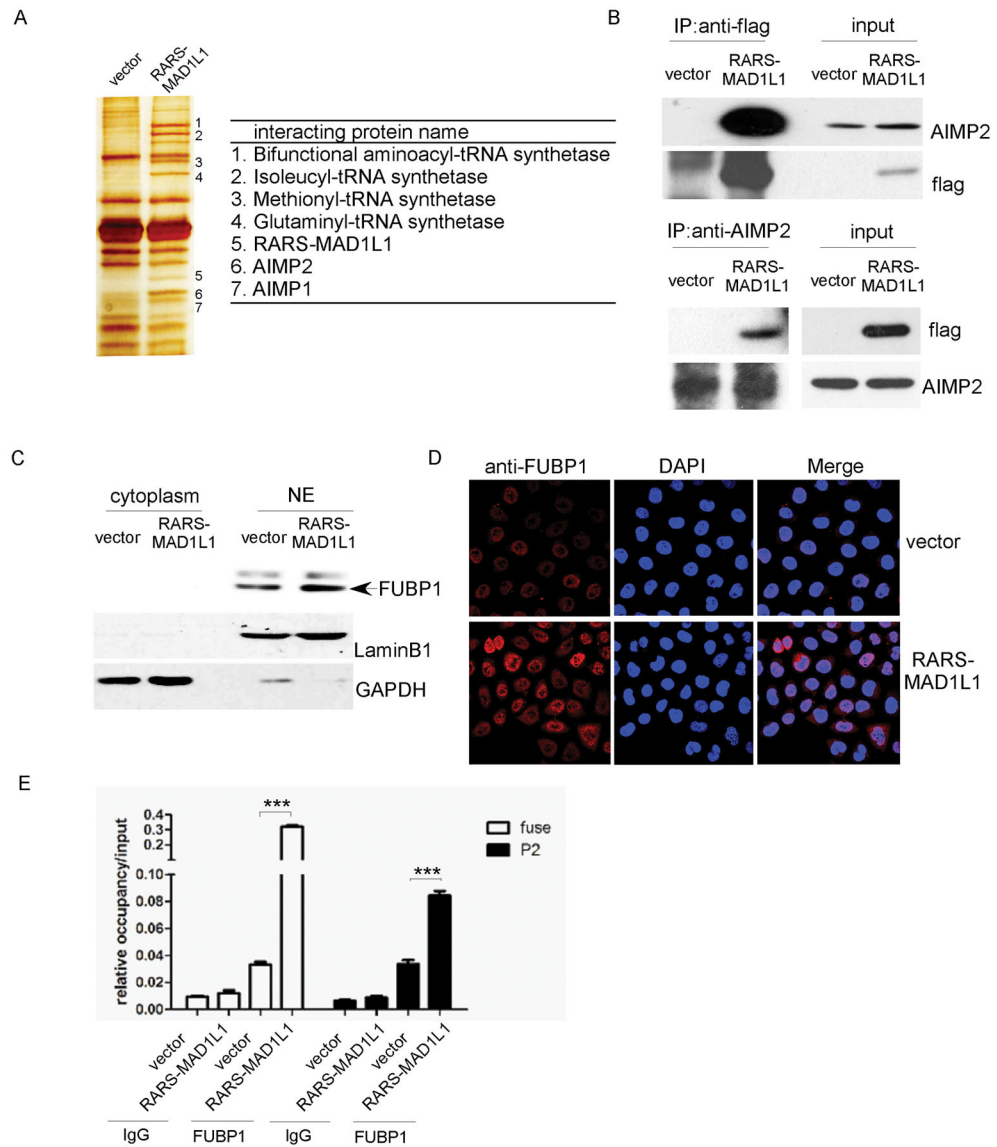 A
vector
RARS-
MAD1L1
1
2
3
4
5
6
7
interacting protein name
1. Bifunctional aminoacyl-tRNA synthetase
2. Isoleucyl-tRNA synthetase
3. Methionyl-tRNA synthetase
4. Glutaminyl-tRNA synthetase
5. RARS-MAD1L1
6. AIMP2
7. AIMP1
B
IP:anti-flag
input
vector
RARS-
MAD1L1
vector
RARS-
MAD1L1
AIMP2
flag
IP:anti-AIMP2
input
vector
RARS-
MAD1L1
vector
RARS-
MAD1L1
flag
AIMP2
C
cytoplasm
NE
vector
RARS-
MAD1L1
vector
RARS-
MAD1L1
FUBP1
LaminB1
GAPDH
D
anti-FUBP1
DAPI
Merge
vector
RARS-
MAD1L1
E
relative occupancy/input
0.4
0.3
0.2
0.10
0.08
0.06
0.04
0.02
0.00
***
***
fuse
P2
vector
RARS-MAD1L1
vector
RARS-MAD1L1
vector
RARS-MAD1L1
vector
RARS-MAD1L1
IgG
FUBP1
IgG
FUBP1